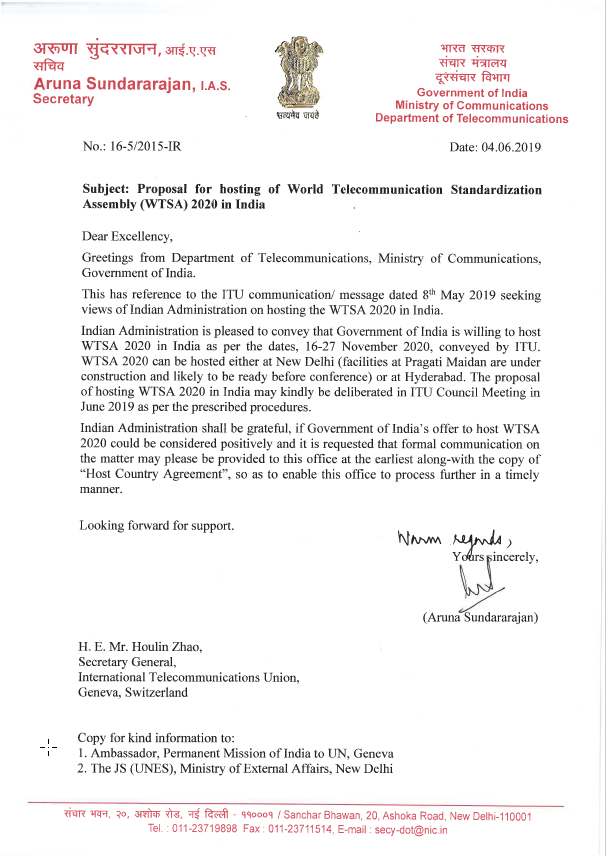 अरुणा सुंदरराजन, आई.ए.एस
सचिव
Aruna Sundararajan, I.A.S.
Secretary
सत्यमेव जयते
भारत सरकार
संचार मंत्रालय
दूरसंचार विभाग
Government of India
Ministry of Communications
Department of Telecommunications
No.: 16-5/2015-IR
Date: 04.06.2019
Subject: Proposal for hosting of World Telecommunication Standardization
Assembly (WTSA) 2020 in India
Dear Excellency,
Greetings from Department of Telecommunications, Ministry of Communications,
Government of India.
This has reference to the ITU communication/ message dated 8th May 2019 seeking
views of Indian Administration on hosting the WTSA 2020 in India.
Indian Administration is pleased to convey that Government of India is willing to host
WTSA 2020 in India as per the dates, 16-27 November 2020, conveyed by ITU.
WTSA 2020 can be hosted either at New Delhi (facilities at Pragati Maidan are under
construction and likely to be ready before conference) or at Hyderabad. The proposal
of hosting WTSA 2020 in India may kindly be deliberated in ITU Council Meeting in
June 2019 as per the prescribed procedures.
Indian Administration shall be grateful, if Government of India's offer to host WTSA
2020 could be considered positively and it is requested that formal communication on
the matter may please be provided to this office at the earliest along-with the copy of
"Host Country Agreement", so as to enable this office to process further in a timely
manner.
Looking forward for support.
Warm regards,
Yours sincerely,
(Aruna Sundararajan)
H. E. Mr. Houlin Zhao,
Secretary General,
International Telecommunications Union,
Geneva, Switzerland
Copy for kind information to:
1. Ambassador, Permanent Mission of India to UN, Geneva
2. The JS (UNES), Ministry of External Affairs, New Delhi
संचार भवन, २०, अशोक रोड, नई दिल्ली - ११०००१ / Sanchar Bhawan, 20, Ashoka Road, New Delhi-110001
Tel. : 011-23719898 Fax : 011-23711514, E-mail : secy-dot@nic.in